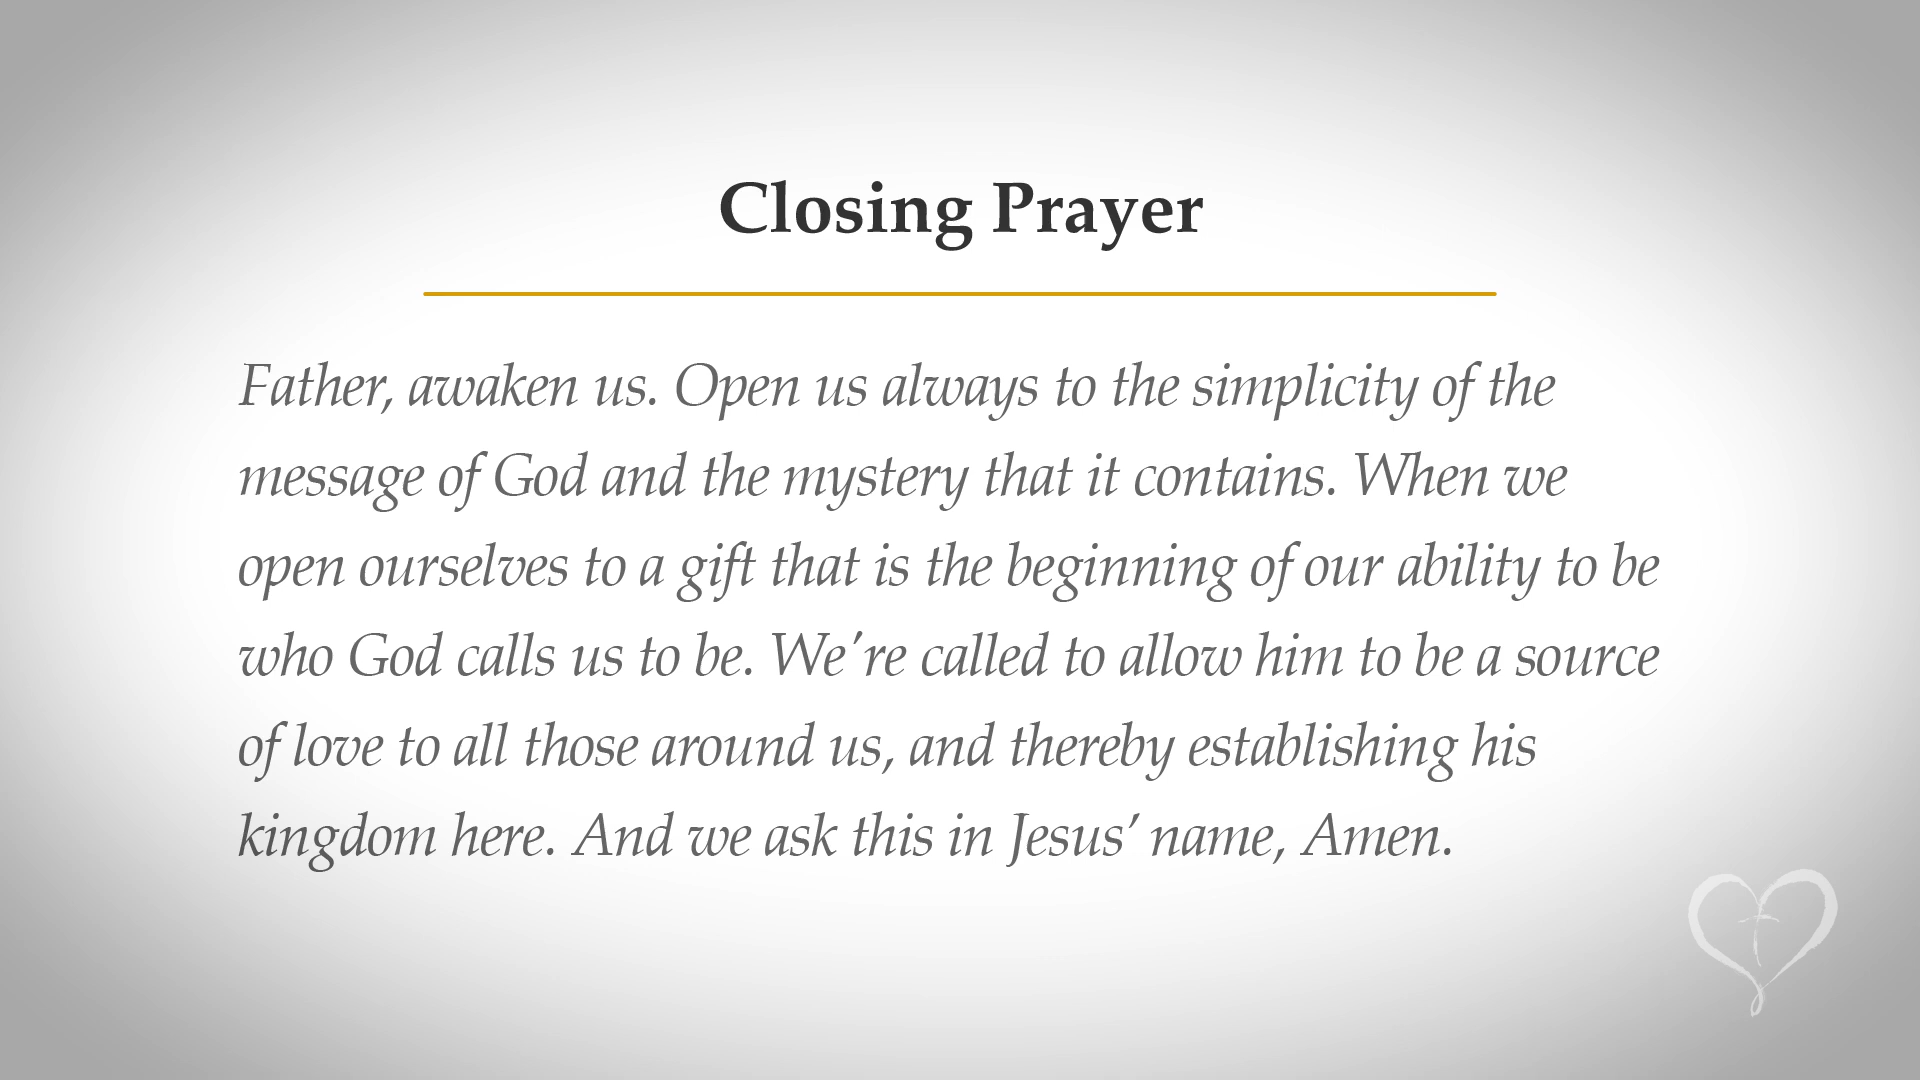 Closing Prayer
Father, awaken us. Open us always to the simplicity of the
message of God and the mystery that it contains. When we
open ourselves to a gift that is the beginning of our ability to be
who God calls us to be. We're called to allow him to be a source
of love to all those around us, and thereby establishing his
kingdom here. And we ask this in Jesus’ name, Amen.